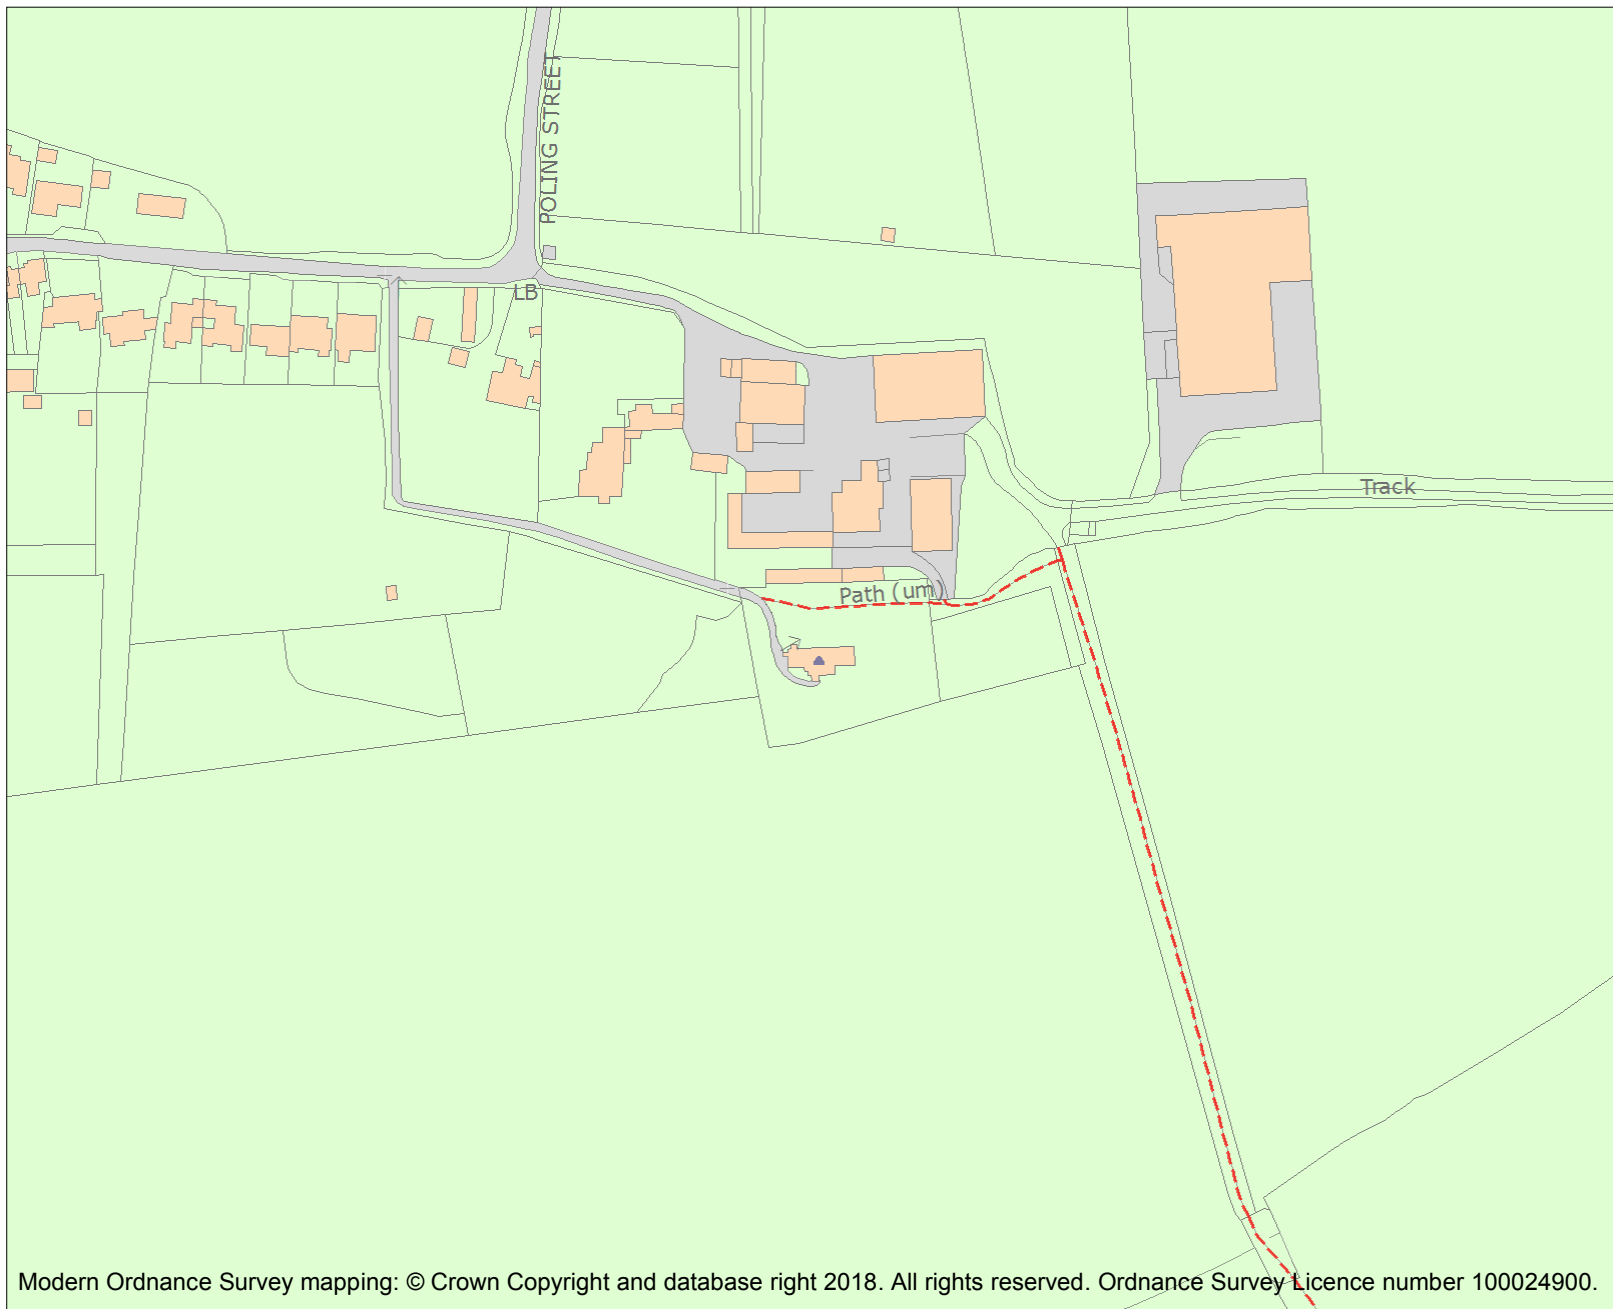 POLING STREET
LB
Track
Path (um)
Modern Ordnance Survey mapping: © Crown Copyright and database right 2018. All rights reserved. Ordnance Survey Licence number 100024900.